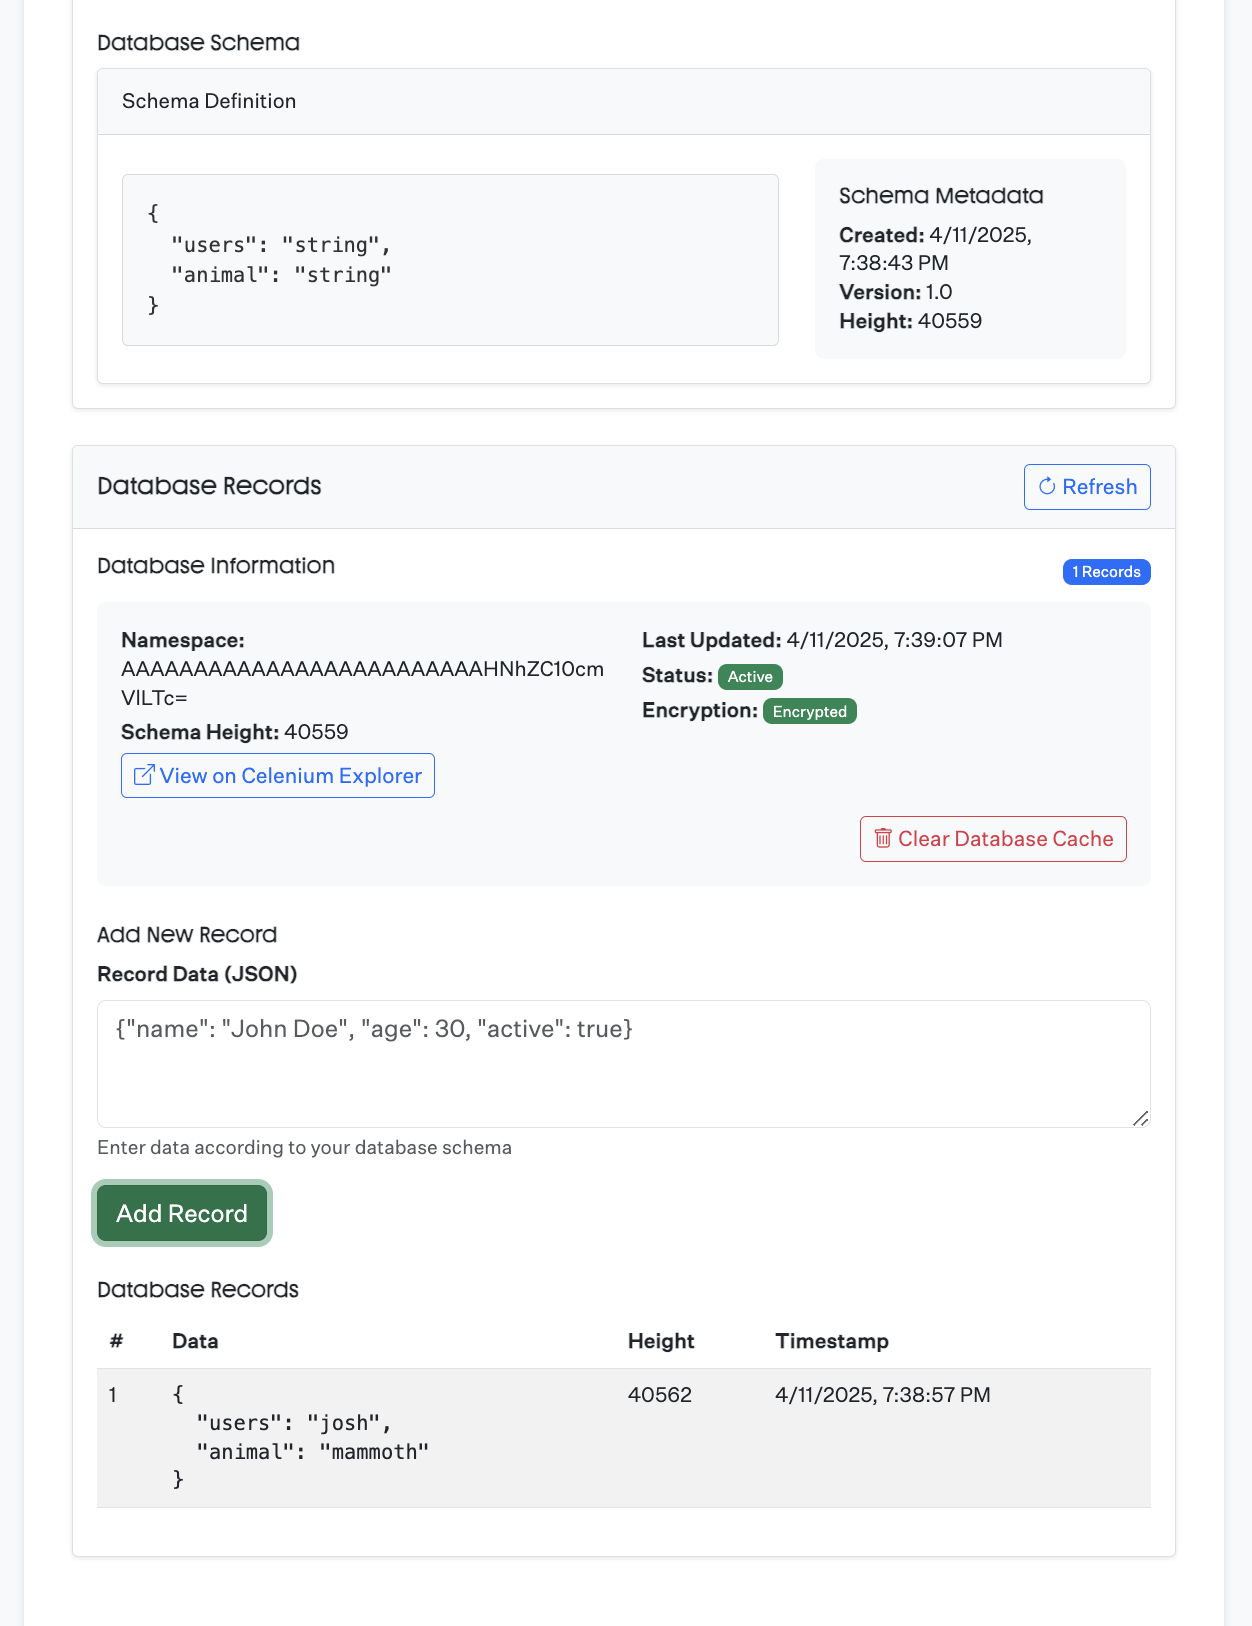 Database Schema
Schema Definition
{
  "users": "string",
  "animal": "string"
}
Schema Metadata
Created: 4/11/2025,
7:38:43 PM
Version: 1.0
Height: 40559
Database Records
Refresh
Database Information
1 Records
Namespace:
AAAAAAAAAAAAAAAAAAAAAAAAAHNhZC10cm
VlLTc=
Schema Height: 40559
View on Celenium Explorer
Last Updated: 4/11/2025, 7:39:07 PM
Status: Active
Encryption: Encrypted
Clear Database Cache
Add New Record
Record Data (JSON)
{"name": "John Doe", "age": 30, "active": true}
Enter data according to your database schema
Add Record
Database Records
# Data Height Timestamp
1 { 40562 4/11/2025, 7:38:57 PM
  "users": "josh",
  "animal": "mammoth"
}